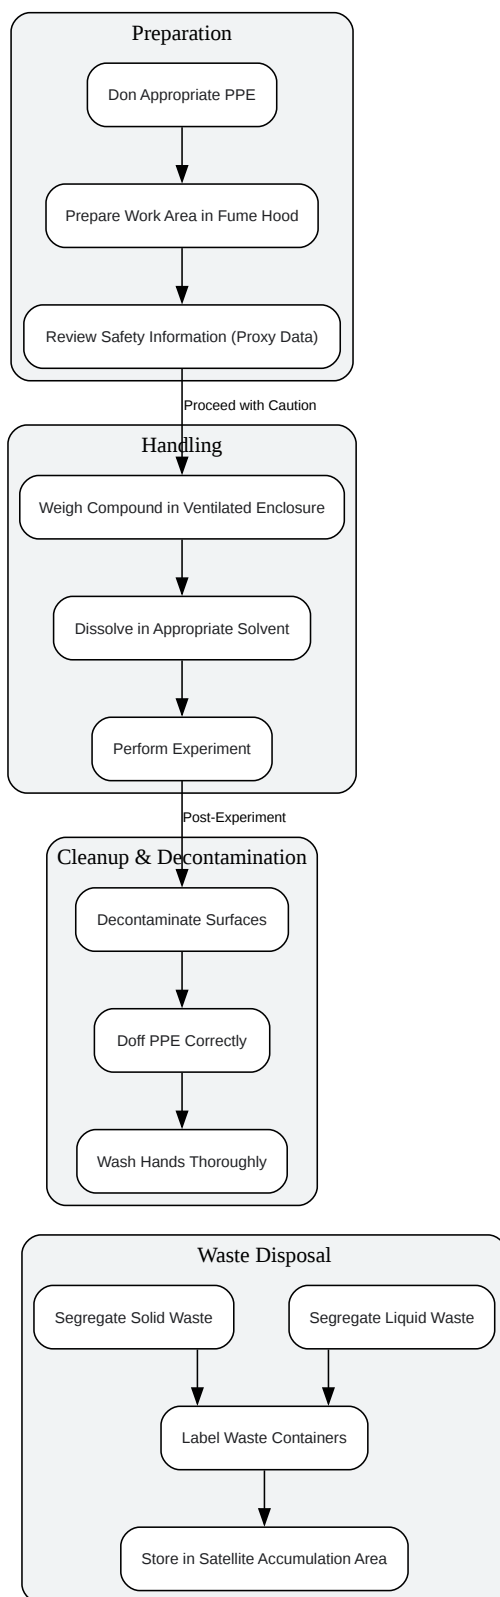 Preparation
Don Appropriate PPE
Prepare Work Area in Fume Hood
Review Safety Information (Proxy Data)
Proceed with Caution
Handling
Weigh Compound in Ventilated Enclosure
Dissolve in Appropriate Solvent
Perform Experiment
Post-Experiment
Cleanup & Decontamination
Decontaminate Surfaces
Doff PPE Correctly
Wash Hands Thoroughly
Waste Disposal
Segregate Solid Waste
Segregate Liquid Waste
Label Waste Containers
Store in Satellite Accumulation Area